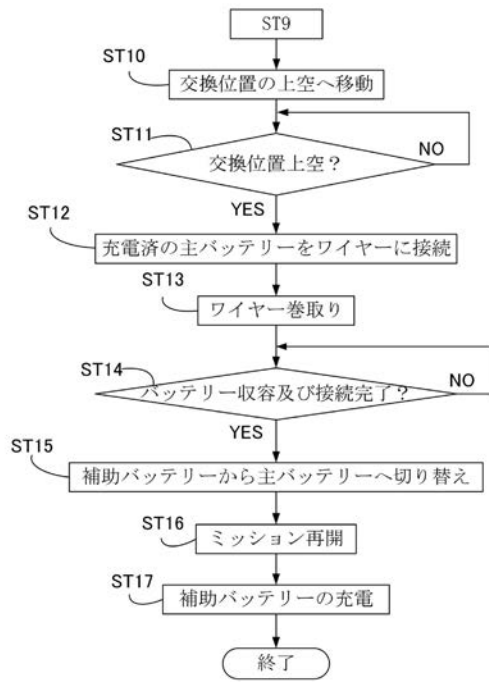 ST9
ST10
交換位置の上空へ移動
ST11
交換位置上空？
NO
YES
ST12
充電済の主バッテリーをワイヤーに接続
ST13
ワイヤー巻取り
ST14
バッテリー収容及び接続完了？
NO
YES
ST15
補助バッテリーから主バッテリーへ切り替え
ST16
ミッション再開
ST17
補助バッテリーの充電
終了